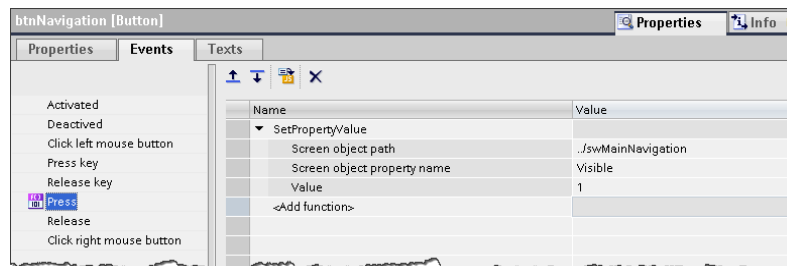 btnNavigation [Button]
Properties
Info
Properties
Events
Texts
Activated
Deactived
Click left mouse button
Press key
Release key
Press
Release
Click right mouse button
Name Value
SetPropertyValue
Screen object path ../swMainNavigation
Screen object property name Visible
Value 1
<Add function>